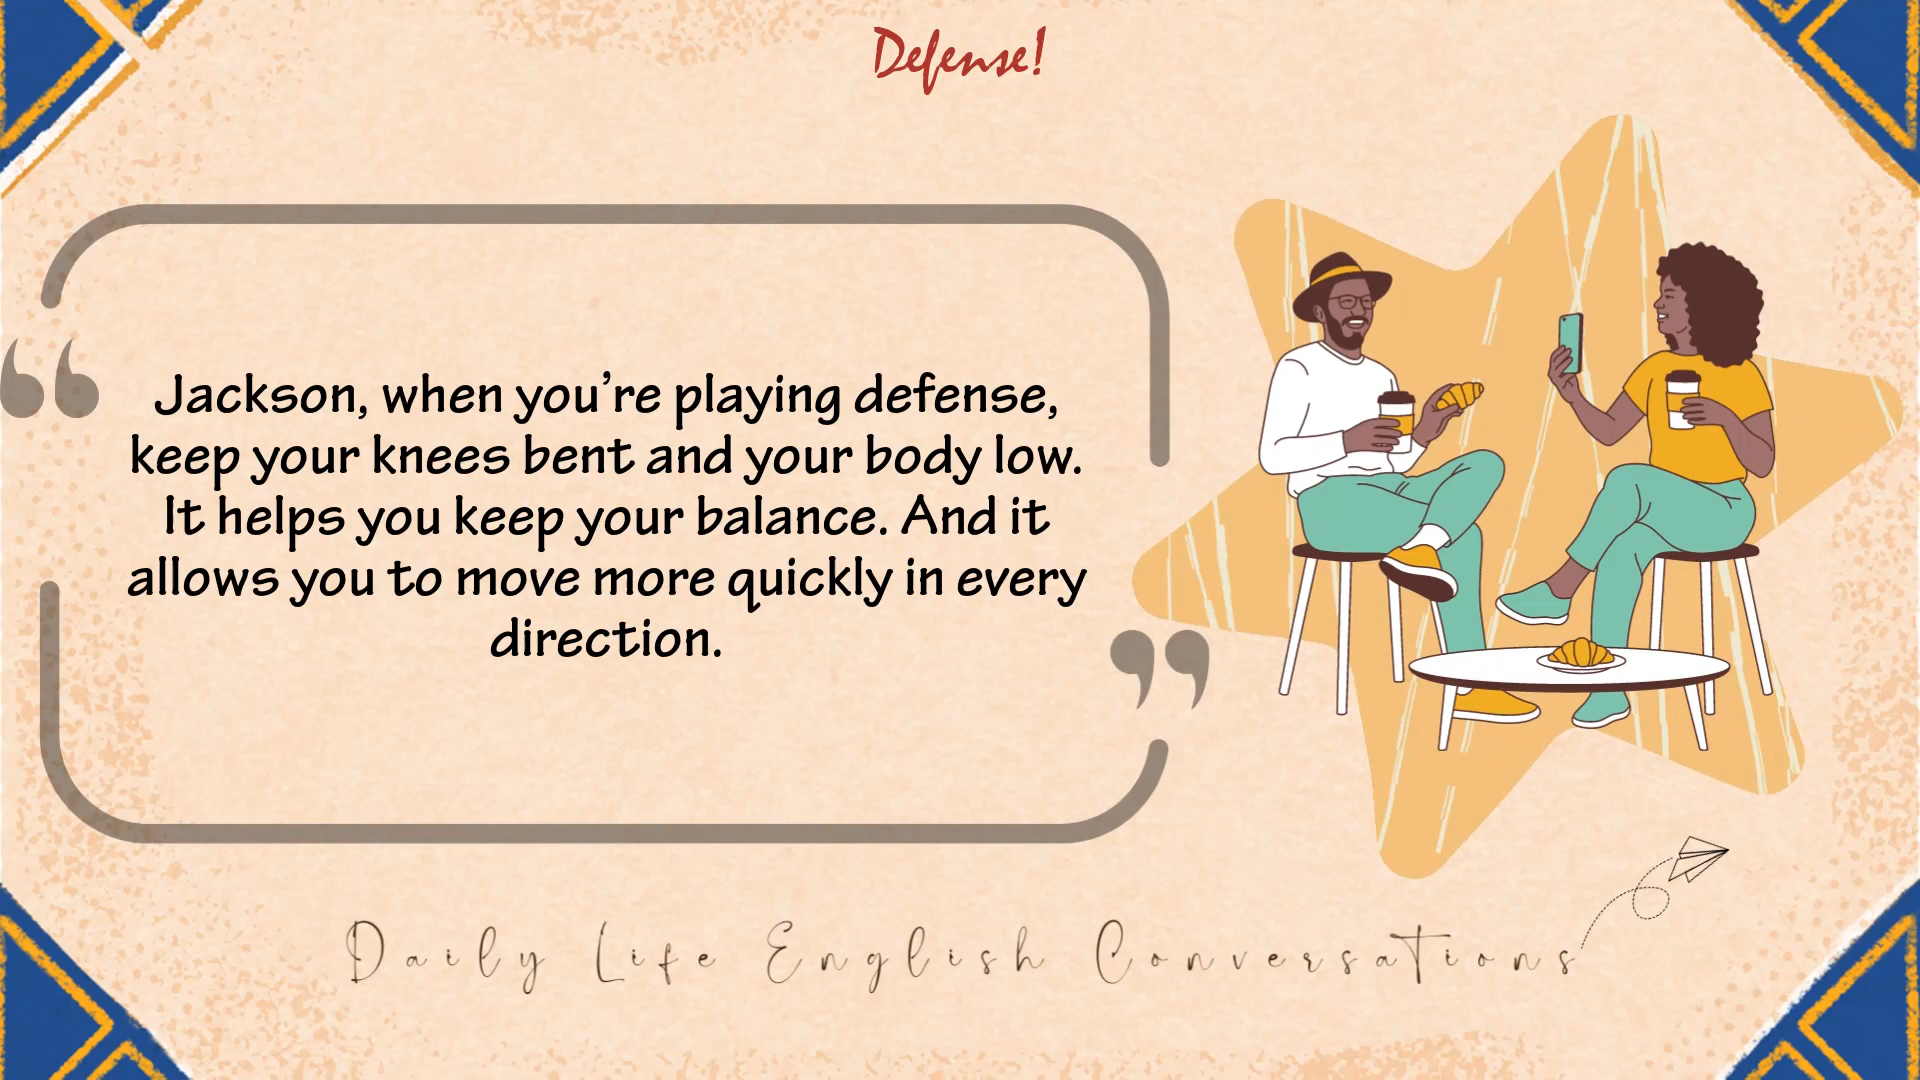 Defense!
Jackson, when you’re playing defense,
keep your knees bent and your body low.
It helps you keep your balance. And it
allows you to move more quickly in every
direction.
Daily Life English Conversations